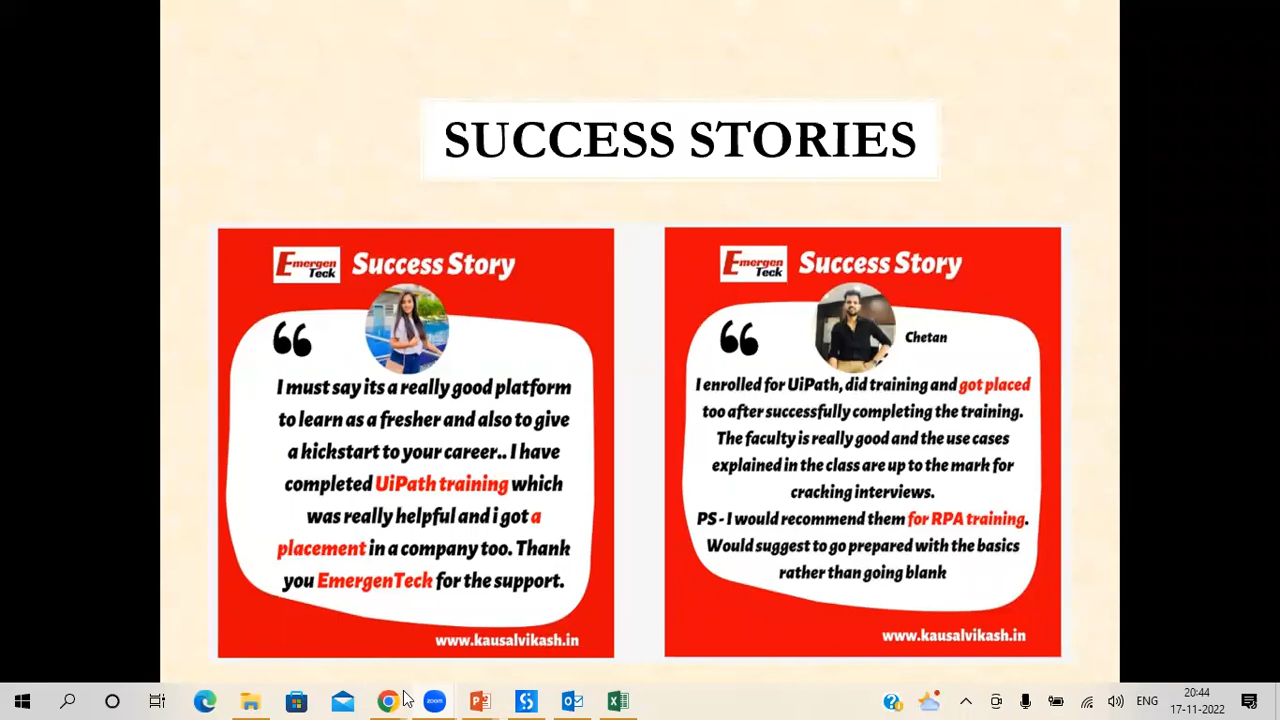 SUCCESS STORIES
Emergen
Teck
Success Story
I must say its a really good platform
to learn as a fresher and also to give
a kickstart to your career.. I have
completed UiPath training which
was really helpful and i got a
placement in a company too. Thank
you EmergenTeck for the support.
www.kausalvikash.in
Emergen
Teck
Success Story
Chetan
I enrolled for UiPath, did training and got placed
too after successfully completing the training.
The faculty is really good and the use cases
explained in the class are up to the mark for
cracking interviews.
PS - I would recommend them for RPA training.
Would suggest to go prepared with the basics
rather than going blank
www.kausalvikash.in
zoom
ENG
20:44
17-11-2022